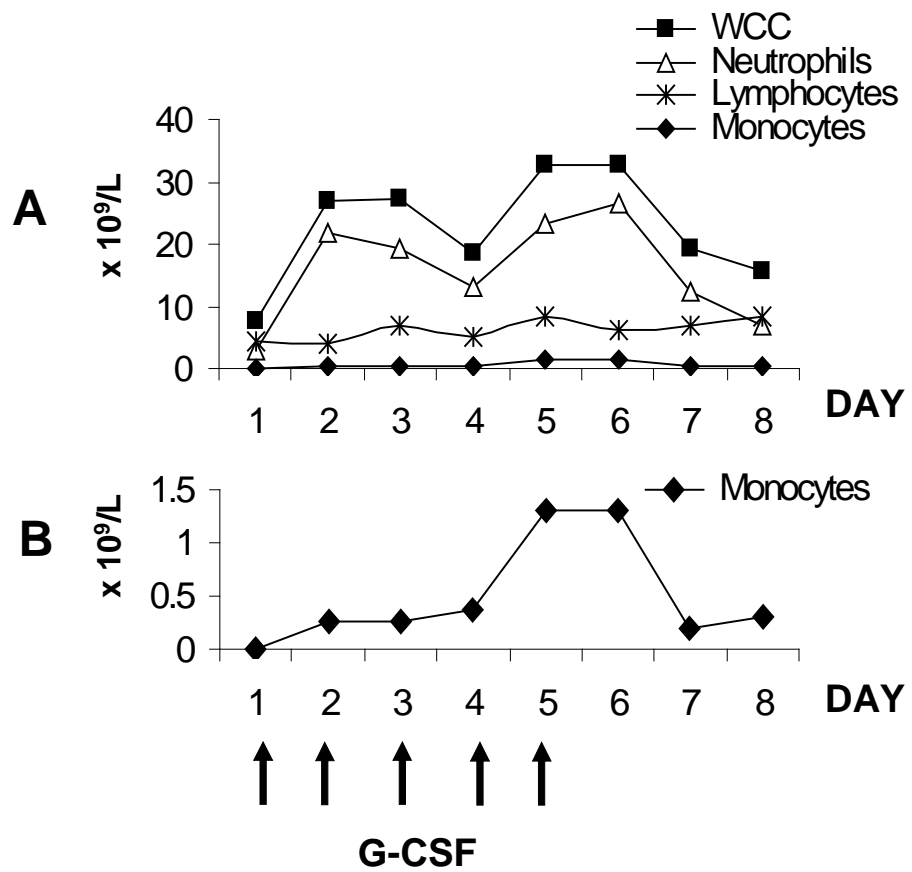 WCC
Neutrophils
Lymphocytes
Monocytes
A
x 10⁹/L
40
30
20
10
0
1 2 3 4 5 6 7 8 DAY
B
x 10⁹/L
Monocytes
1.5
1
0.5
0
1 2 3 4 5 6 7 8 DAY
G-CSF